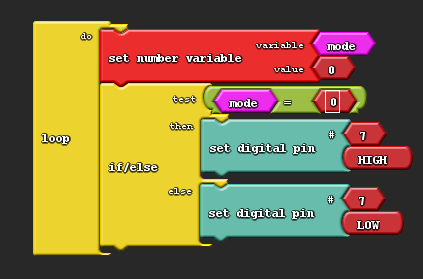 do
set number variable variable mode
value 0
loop
test mode = 0
then
if/else
set digital pin # 7
HIGH
else
set digital pin # 7
LOW